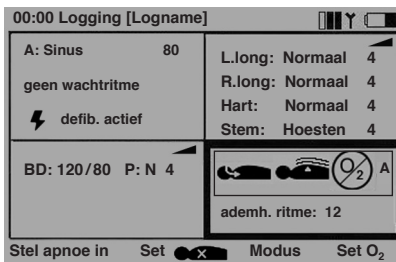 00:00 Logging [Logname]
A: Sinus 80
geen wachtritme
defib. actief
L.long: Normaal 4
R.long: Normaal 4
Hart: Normaal 4
Stem: Hoesten 4
BD: 120/80 P: N 4
O₂ A
ademh. ritme: 12
Stel apnoe in Set X Modus Set O₂